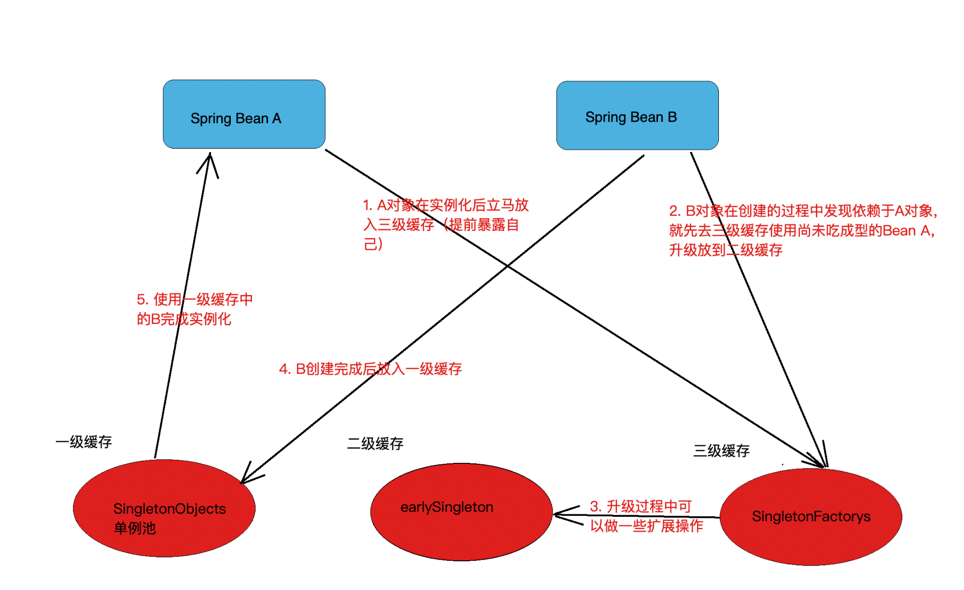 Spring Bean A
Spring Bean B
1. A对象在实例化后立马放
入三级缓存（提前暴露自
己）
2. B对象在创建的过程中发现依赖于A对象,
就先去三级缓存使用尚未吃成型的Bean A,
升级放到二级缓存
5. 使用一级缓存中
的B完成实例化
4. B创建完成后放入一级缓存
一级缓存
二级缓存
三级缓存
SingletonObjects
单例池
earlySingleton
3. 升级过程中可
以做一些扩展操作
SingletonFactorys